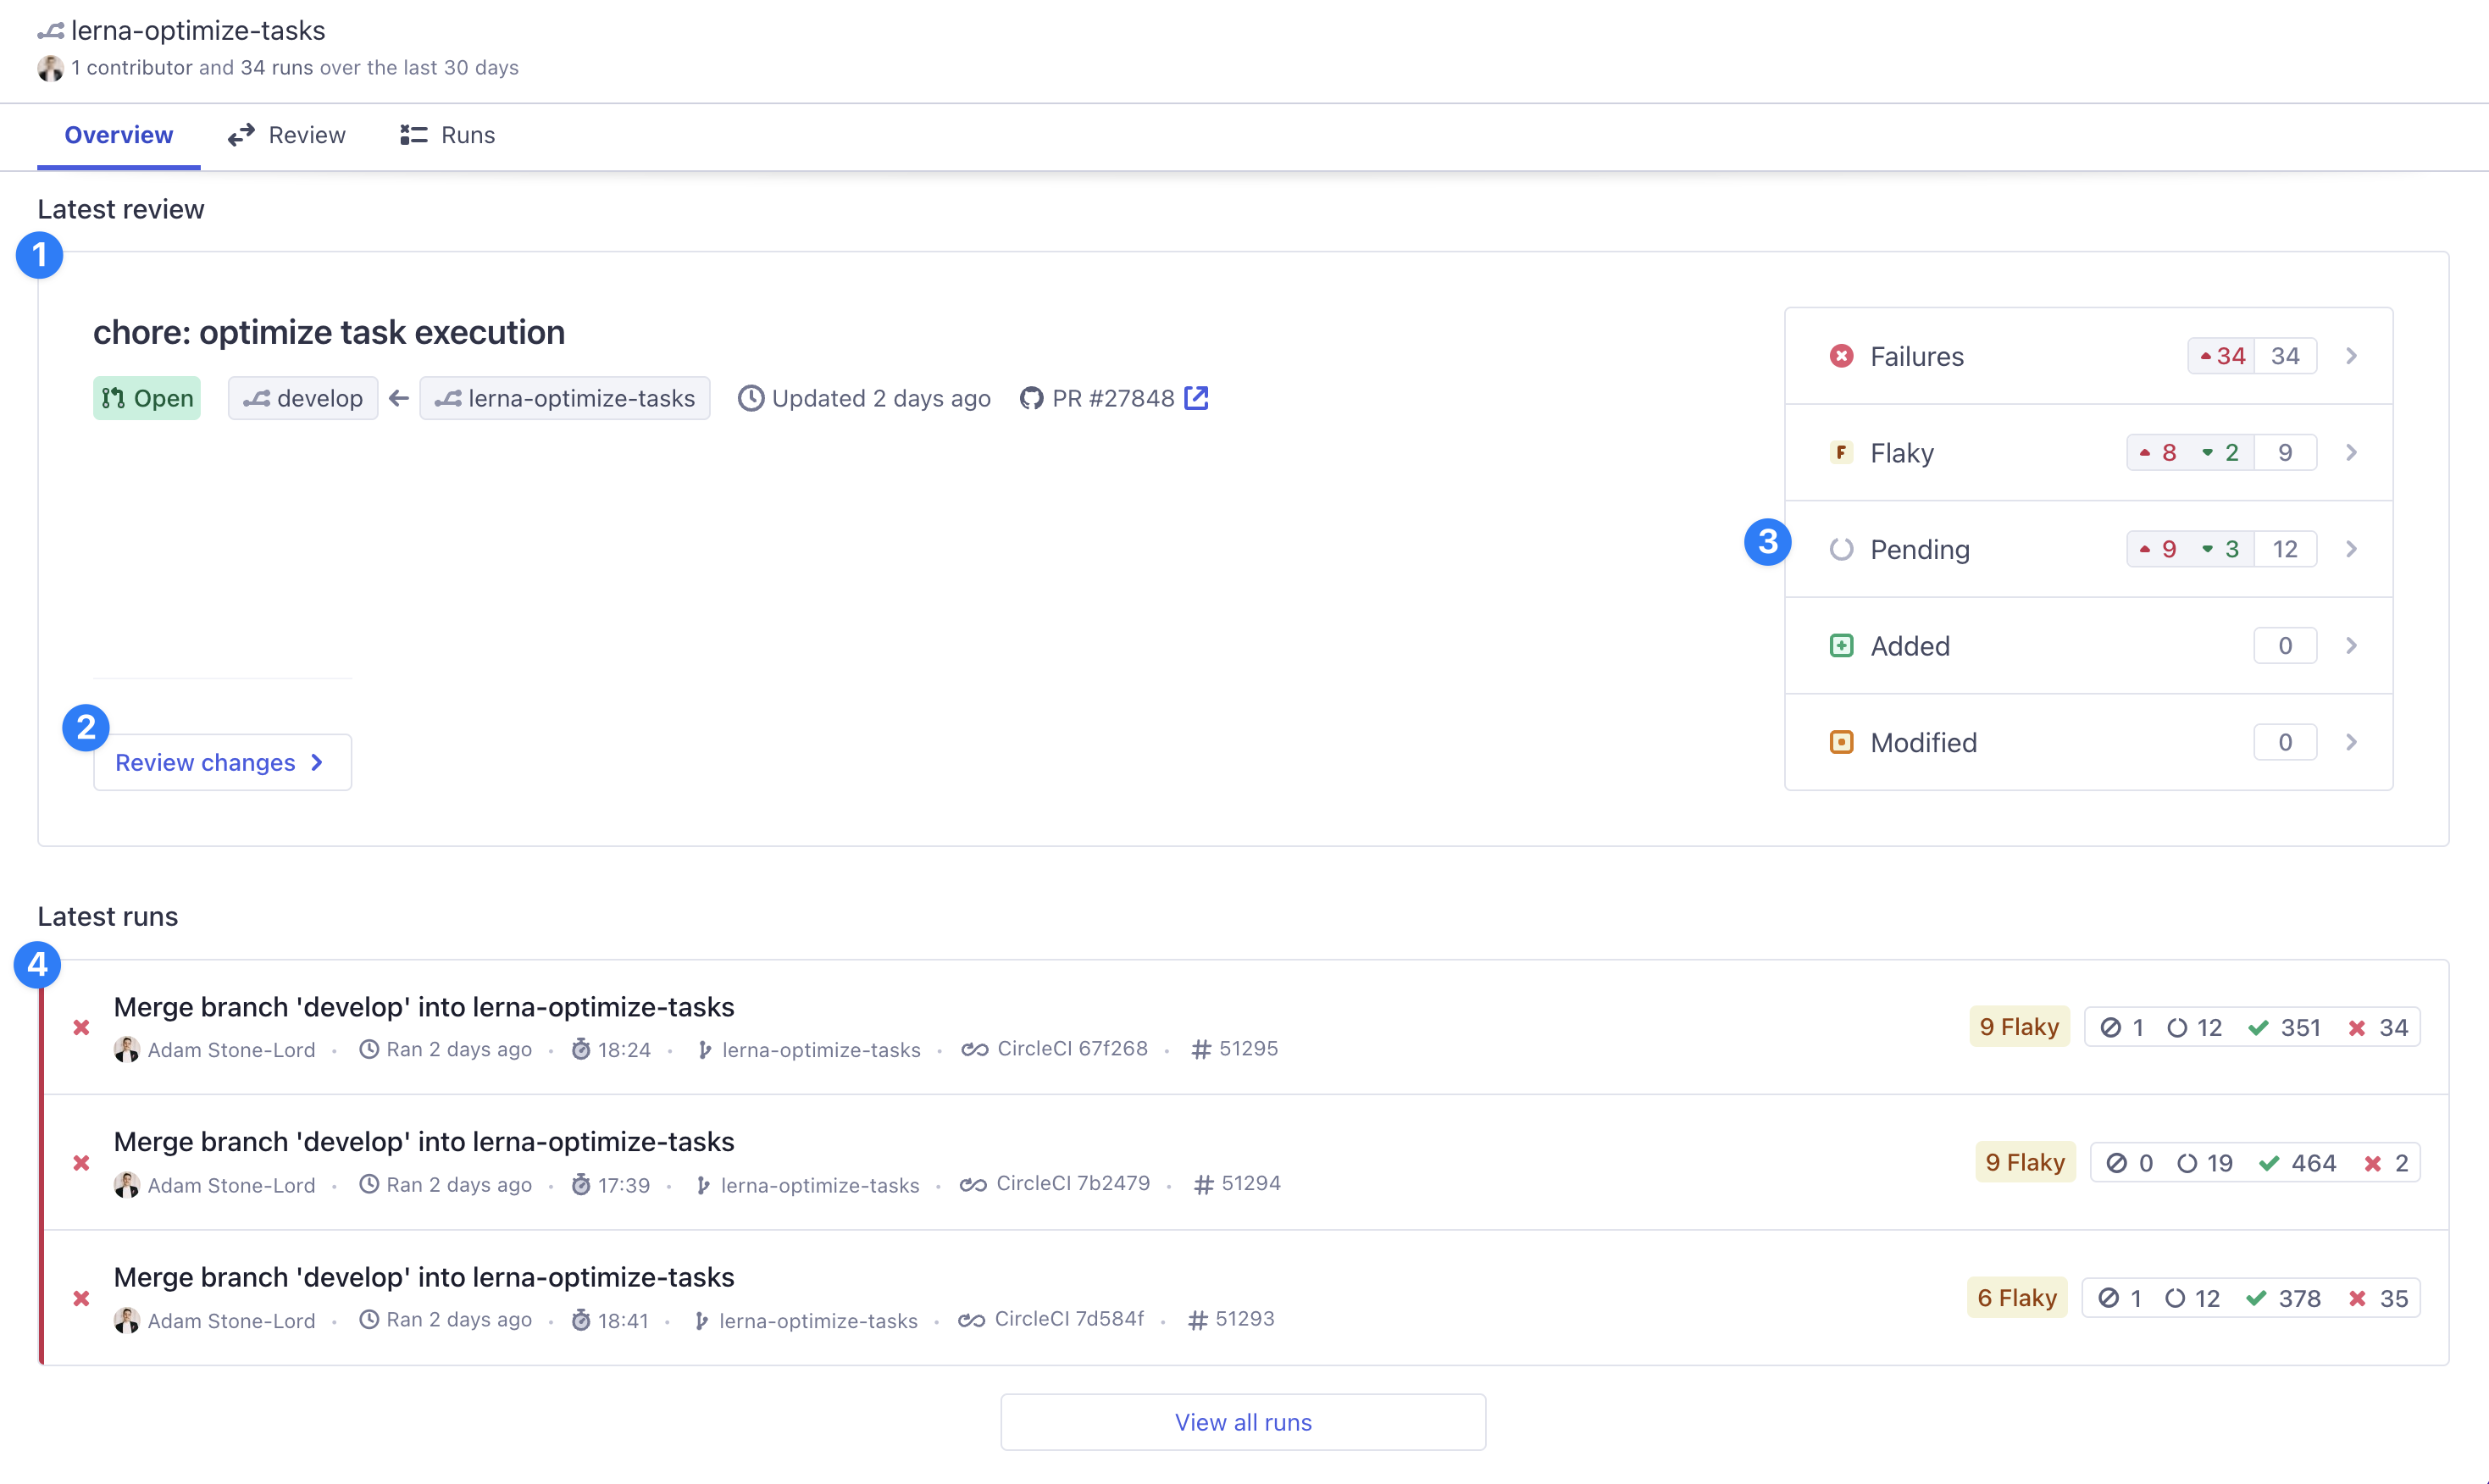 lerna-optimize-tasks
1 contributor and 34 runs over the last 30 days
Overview Review Runs
Latest review
1
chore: optimize task execution
Open develop lerna-optimize-tasks Updated 2 days ago PR #27848
2
Review changes
Failures 34 34
F Flaky 8 2 9
3
Pending 9 3 12
Added 0
Modified 0
Latest runs
4
Merge branch 'develop' into lerna-optimize-tasks
Adam Stone-Lord Ran 2 days ago 18:24 lerna-optimize-tasks CircleCI 67f268 # 51295
9 Flaky 1 12 351 34
Merge branch 'develop' into lerna-optimize-tasks
Adam Stone-Lord Ran 2 days ago 17:39 lerna-optimize-tasks CircleCI 7b2479 # 51294
9 Flaky 0 19 464 2
Merge branch 'develop' into lerna-optimize-tasks
Adam Stone-Lord Ran 2 days ago 18:41 lerna-optimize-tasks CircleCI 7d584f # 51293
6 Flaky 1 12 378 35
View all runs